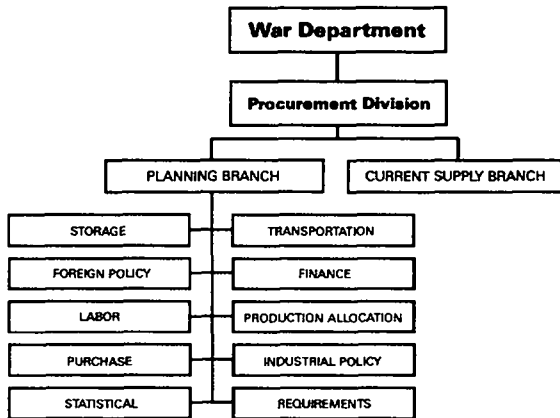 War Department
Procurement Division
PLANNING BRANCH
CURRENT SUPPLY BRANCH
STORAGE
TRANSPORTATION
FOREIGN POLICY
FINANCE
LABOR
PRODUCTION ALLOCATION
PURCHASE
INDUSTRIAL POLICY
STATISTICAL
REQUIREMENTS